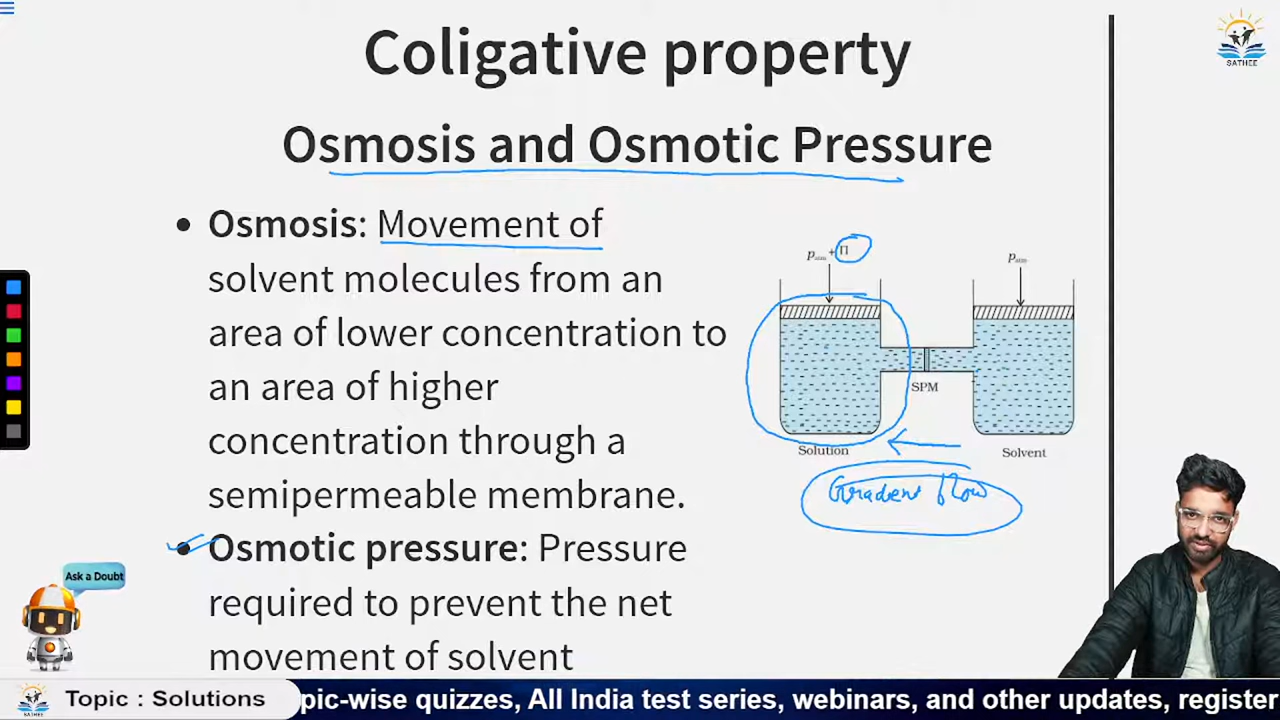 Coligative property
SATHEE
Osmosis and Osmotic Pressure
• Osmosis: Movement of
solvent molecules from an
area of lower concentration to
an area of higher
concentration through a
semipermeable membrane.
• Osmotic pressure: Pressure
required to prevent the net
movement of solvent
p_atm + Π
p_atm
SPM
Solution
Solvent
Gradient flow
Ask a Doubt
SATHEE
Topic : Solutions
pic-wise quizzes, All India test series, webinars, and other updates, register